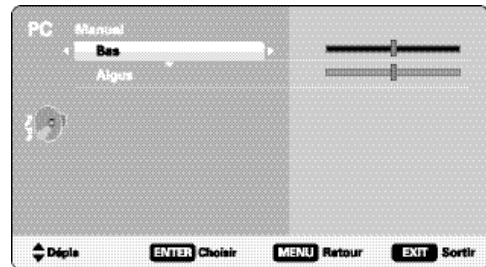 PC Manuel
Bas
Aigus
Dépla ENTER Choisir MENU Retour EXIT Sortir